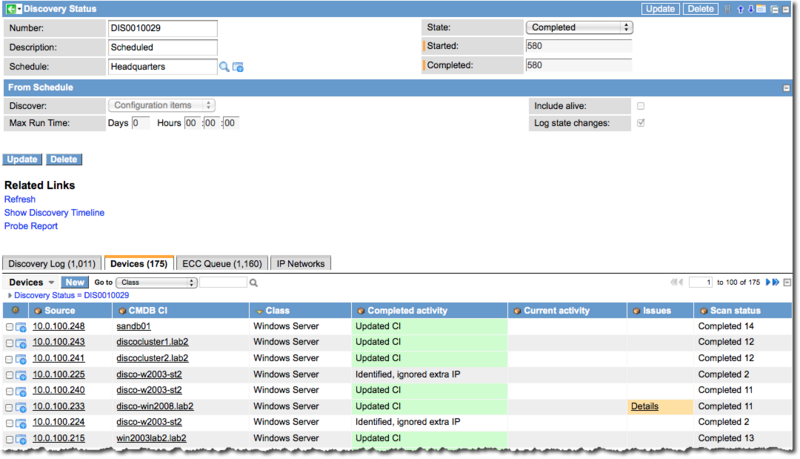 Discovery Status Update Delete
Number: DIS0010029 State: Completed
Description: Scheduled Started: 580
Schedule: Headquarters Completed: 580
From Schedule
Discover: Configuration items Include alive:
Max Run Time: Days 0 Hours 00 :00 :00 Log state changes:
Update Delete
Related Links
Refresh
Show Discovery Timeline
Probe Report
Discovery Log (1,011) Devices (175) ECC Queue (1,160) IP Networks
Devices New Go to Class 1 to 100 of 175
Discovery Status = DIS0010029
Source CMDB CI Class Completed activity Current activity Issues Scan status
10.0.100.248 sandb01 Windows Server Updated CI Completed 14
10.0.100.243 discocluster1.lab2 Windows Server Updated CI Completed 12
10.0.100.241 discocluster2.lab2 Windows Server Updated CI Completed 12
10.0.100.225 disco-w2003-st2 Windows Server Identified, ignored extra IP Completed 2
10.0.100.240 disco-w2003-st2 Windows Server Updated CI Completed 11
10.0.100.233 disco-win2008.lab2 Windows Server Updated CI Details Completed 11
10.0.100.224 disco-w2003-st2 Windows Server Identified, ignored extra IP Completed 2
10.0.100.215 win2003lab2.lab2 Windows Server Updated CI Completed 13